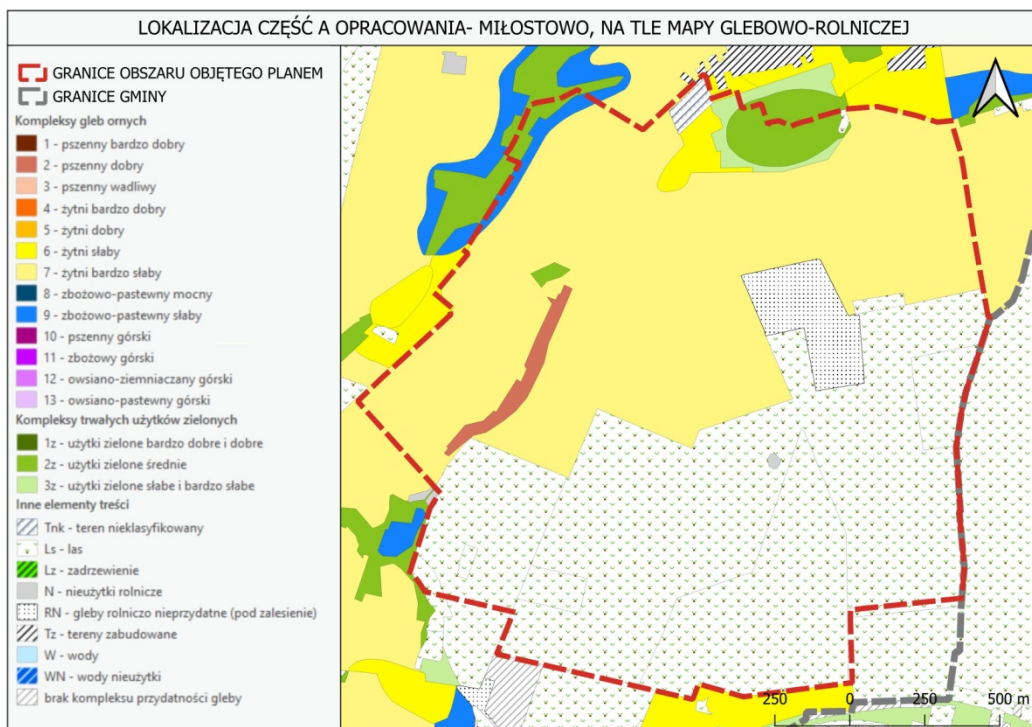 LOKALIZACJA CZĘŚĆ A OPRACOWANIA- MIŁOSTOWO, NA TLE MAPY GLEBOWO-ROLNICZEJ
GRANICE OBSZARU OBJĘTEGO PLANEM
GRANICE GMINY
Kompleksy gleb ornych
1 - pszenny bardzo dobry
2 - pszenny dobry
3 - pszenny wadliwy
4 - żytni bardzo dobry
5 - żytni dobry
6 - żytni słaby
7 - żytni bardzo słaby
8 - zbożowo-pastewny mocny
9 - zbożowo-pastewny słaby
10 - pszenny górski
11 - zbożowy górski
12 - owsiano-ziemniaczany górski
13 - owsiano-pastewny górski
Kompleksy trwałych użytków zielonych
1z - użytki zielone bardzo dobre i dobre
2z - użytki zielone średnie
3z - użytki zielone słabe i bardzo słabe
Inne elementy treści
Tnk - teren nieklasyfikowany
Ls - las
Lz - zadrzewienie
N - nieużytki rolnicze
RN - gleby rolniczo nieprzydatne (pod zalesienie)
Tz - tereny zabudowane
W - wody
WN - wody nieużytki
brak kompleksu przydatności gleby
250 0 250 500 m